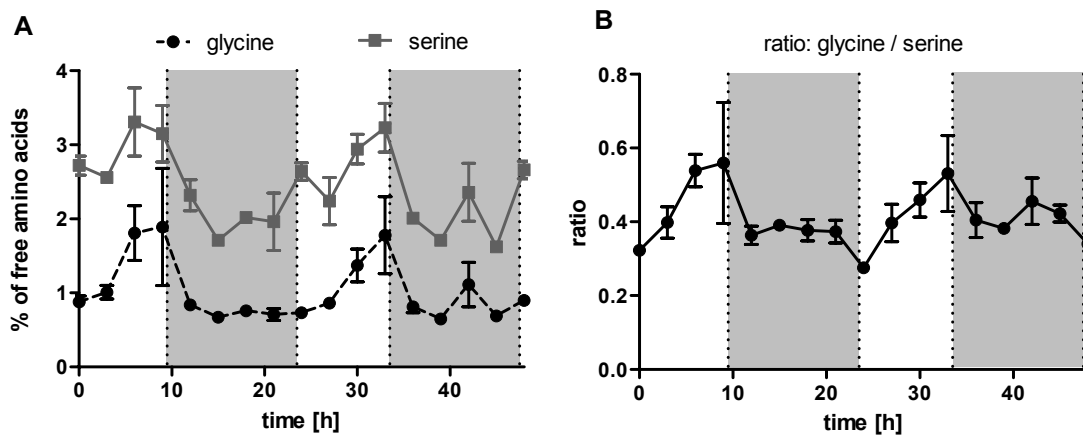 A
glycine
serine
% of free amino acids
4
3
2
1
0
0
10
20
30
40
time [h]
B
ratio: glycine / serine
ratio
0.8
0.6
0.4
0.2
0.0
0
10
20
30
40
time [h]